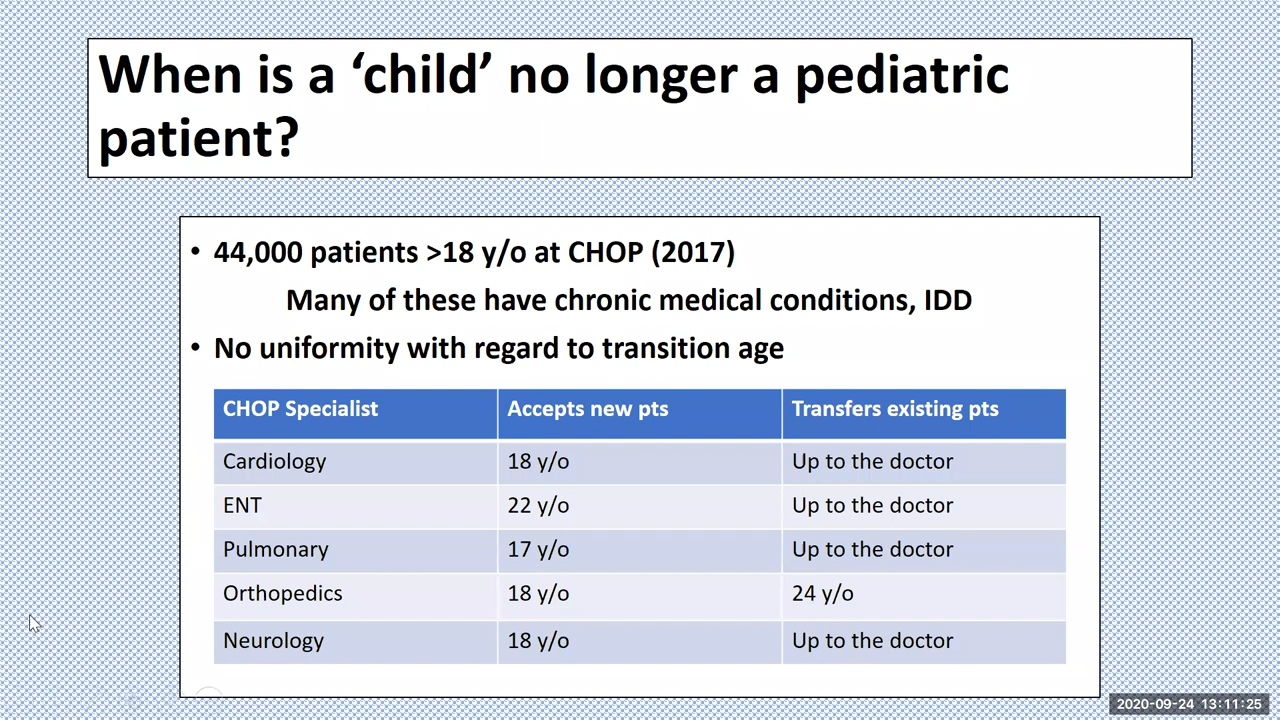 When is a ‘child’ no longer a pediatric
patient?
• 44,000 patients >18 y/o at CHOP (2017)
Many of these have chronic medical conditions, IDD
• No uniformity with regard to transition age
CHOP Specialist Accepts new pts Transfers existing pts
Cardiology 18 y/o Up to the doctor
ENT 22 y/o Up to the doctor
Pulmonary 17 y/o Up to the doctor
Orthopedics 18 y/o 24 y/o
Neurology 18 y/o Up to the doctor
2020-09-24 13:11:25